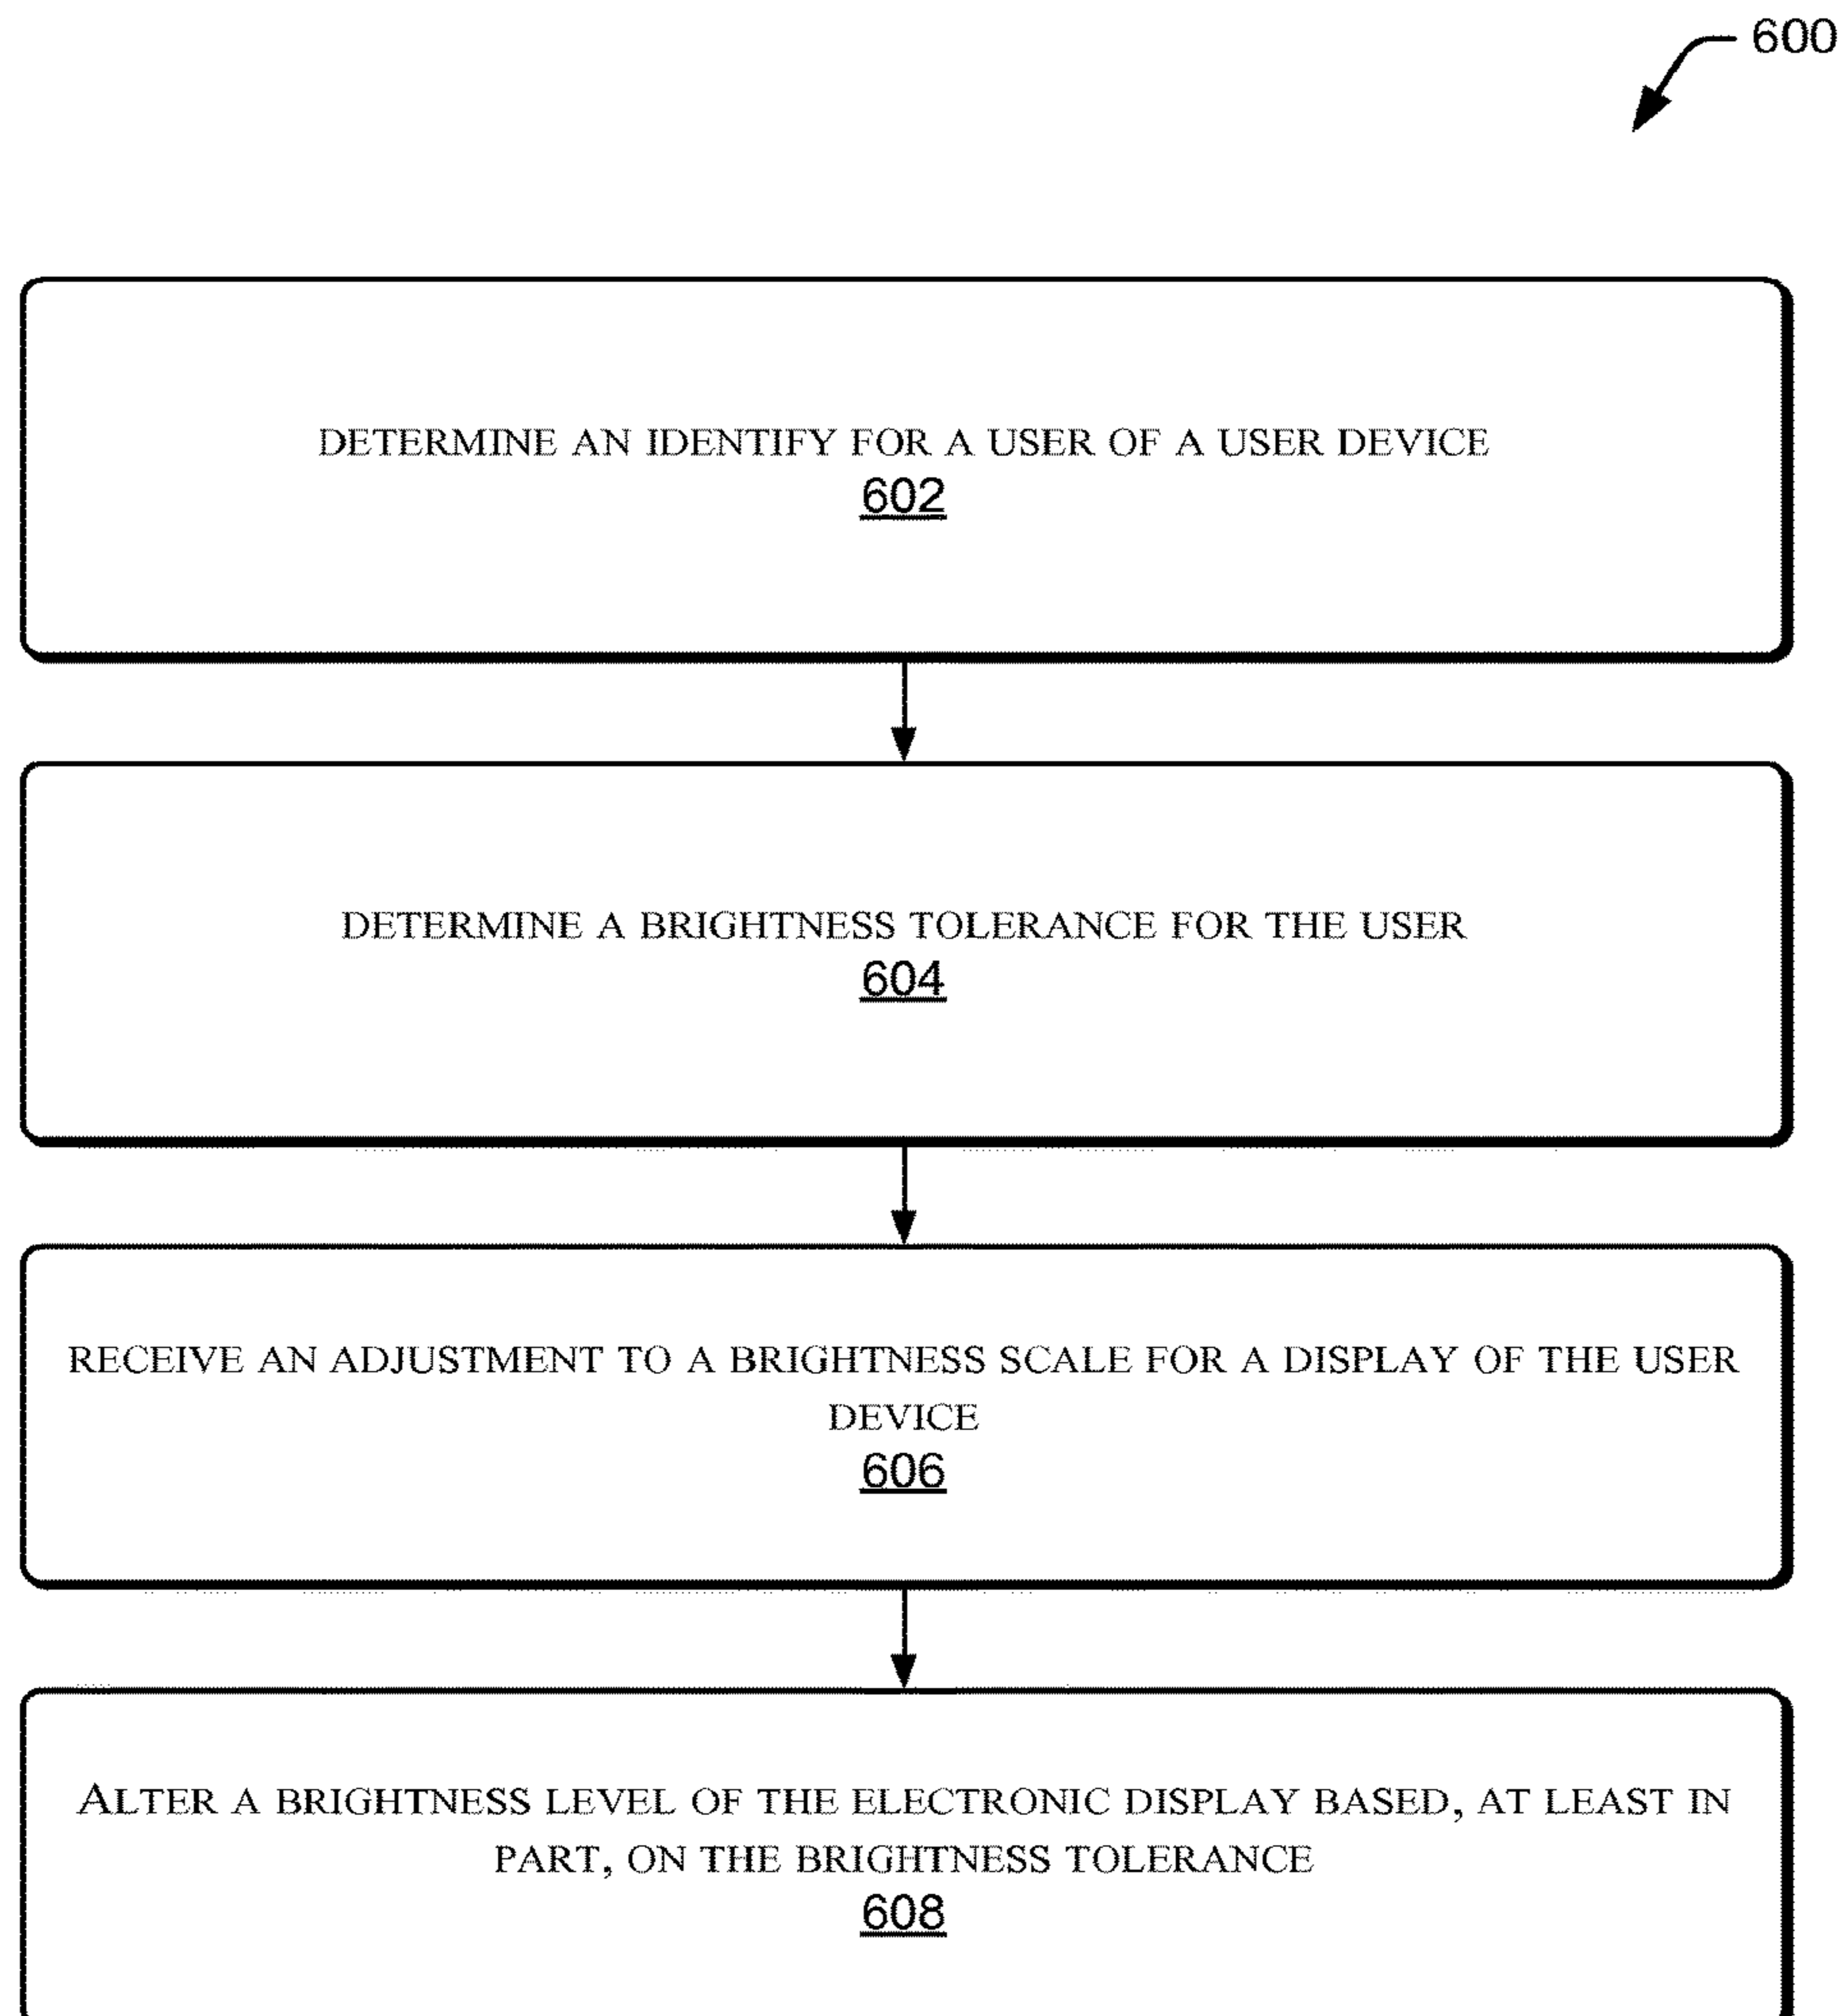 600
DETERMINE AN IDENTIFY FOR A USER OF A USER DEVICE
602
DETERMINE A BRIGHTNESS TOLERANCE FOR THE USER
604
RECEIVE AN ADJUSTMENT TO A BRIGHTNESS SCALE FOR A DISPLAY OF THE USER
DEVICE
606
ALTER A BRIGHTNESS LEVEL OF THE ELECTRONIC DISPLAY BASED, AT LEAST IN
PART, ON THE BRIGHTNESS TOLERANCE
608